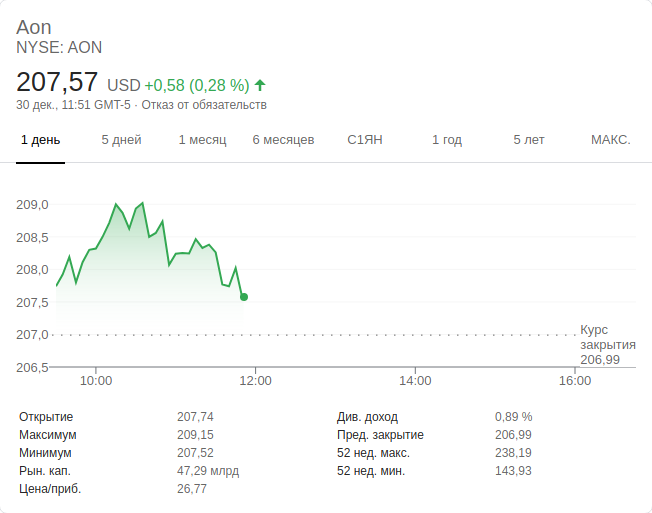 Aon
NYSE: AON
207,57 USD +0,58 (0,28 %)
30 дек., 11:51 GMT-5 · Отказ от обязательств
1 день 5 дней 1 месяц 6 месяцев С1ЯН 1 год 5 лет МАКС.
209,0
208,5
208,0
207,5
207,0
206,5
Курс
закрытия
206,99
10:00 12:00 14:00 16:00
Открытие 207,74 Див. доход 0,89 %
Максимум 209,15 Пред. закрытие 206,99
Минимум 207,52 52 нед. макс. 238,19
Рын. кап. 47,29 млрд 52 нед. мин. 143,93
Цена/приб. 26,77